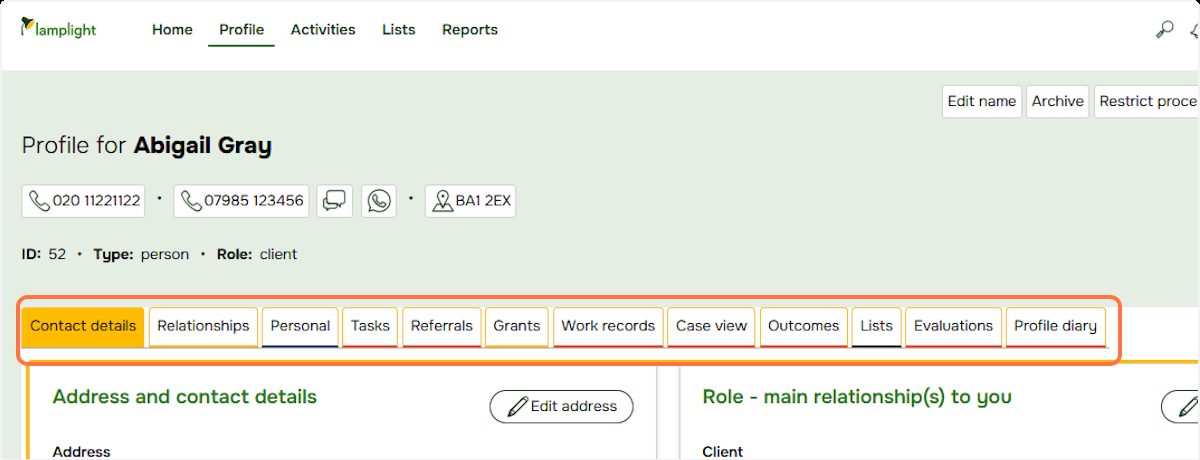 lamplight Home Profile Activities Lists Reports
Edit name Archive Restrict proce
Profile for Abigail Gray
020 11221122 • 07985 123456 • BA1 2EX
ID: 52 • Type: person • Role: client
Contact details Relationships Personal Tasks Referrals Grants Work records Case view Outcomes Lists Evaluations Profile diary
Address and contact details Edit address
Role - main relationship(s) to you
Address
Client